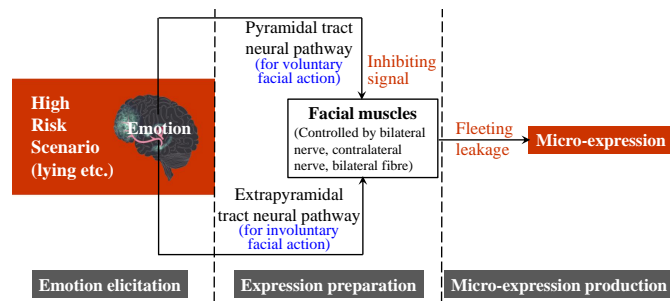 Pyramidal tract
neural pathway
(for voluntary
facial action)
Inhibiting
signal
High
Risk
Scenario
(lying etc.)
Emotion
Facial muscles
(Controlled by bilateral
nerve, contralateral
nerve, bilateral fibre)
Fleeting
leakage
Micro-expression
Extrapyramidal
tract neural pathway
(for involuntary
facial action)
Emotion elicitation
Expression preparation
Micro-expression production